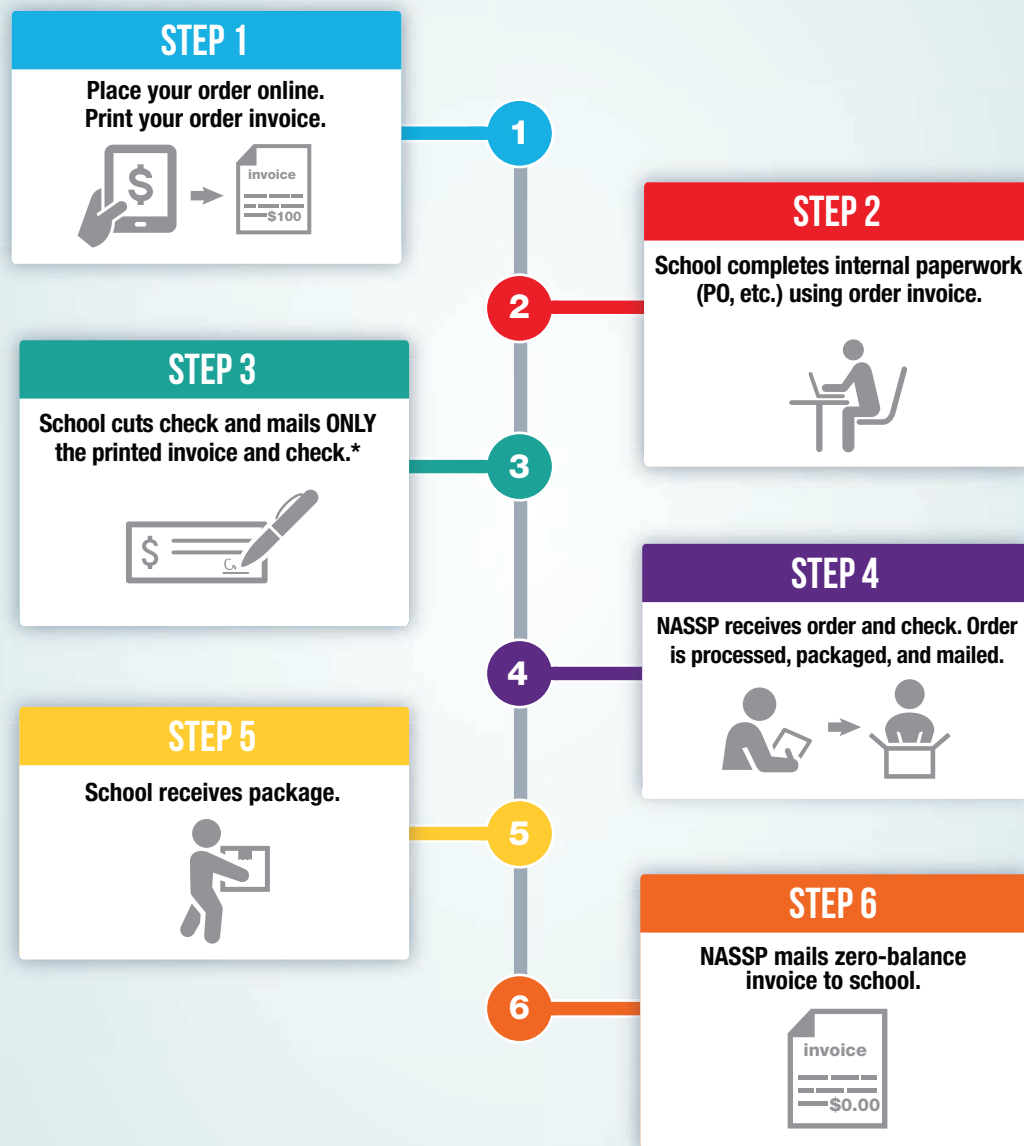 STEP 1
Place your order online.
Print your order invoice.
$
invoice
$100
1
STEP 2
School completes internal paperwork
(PO, etc.) using order invoice.
2
STEP 3
School cuts check and mails ONLY
the printed invoice and check.*
$
3
STEP 4
NASSP receives order and check. Order
is processed, packaged, and mailed.
4
STEP 5
School receives package.
5
STEP 6
NASSP mails zero-balance
invoice to school.
invoice
$0.00
6